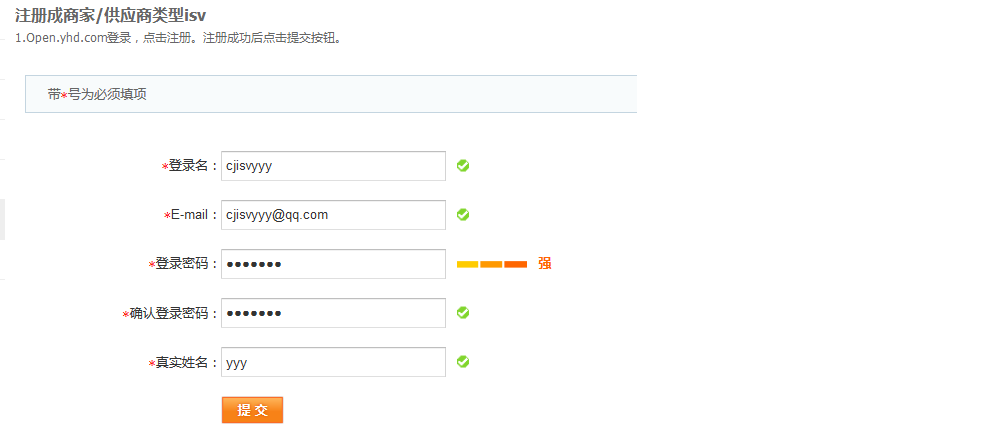 注册成商家/供应商类型isv
1.Open.yhd.com登录，点击注册。注册成功后点击提交按钮。
带*号为必须填项
*登录名：cjisvyyy
*E-mail：cjisvyyy@qq.com
*登录密码：●●●●●●● 强
*确认登录密码：●●●●●●●
*真实姓名：yyy
提 交